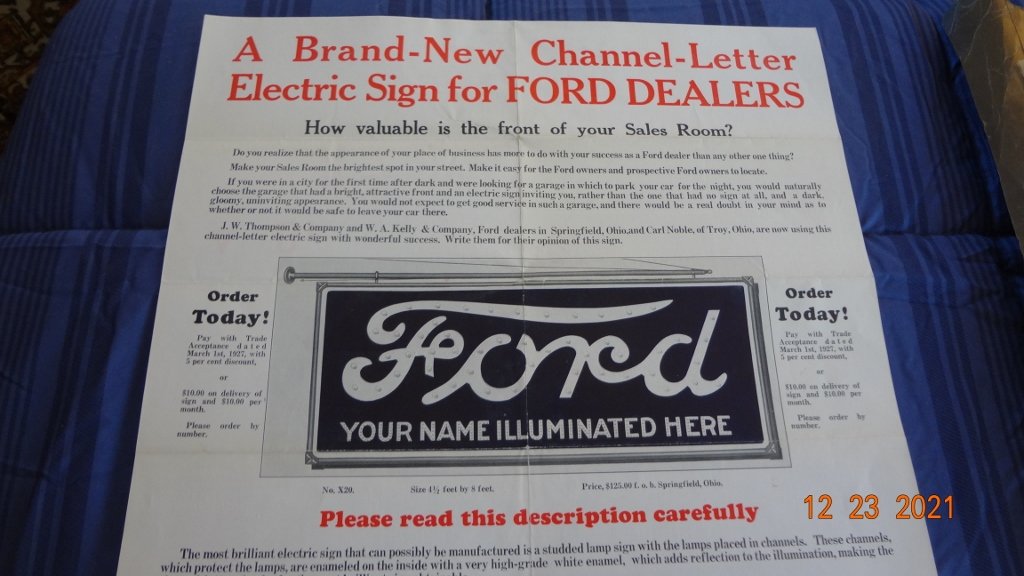 A Brand-New Channel-Letter
Electric Sign for FORD DEALERS
How valuable is the front of your Sales Room?
Do you realize that the appearance of your place of business has more to do with your success as a Ford dealer than any other one thing?
Make your Sales Room the brightest spot in your street. Make it easy for the Ford owners and prospective Ford owners to locate.
If you were in a city for the first time after dark and were looking for a garage in which to park your car for the night, you would naturally
choose the garage that had a bright, attractive front and an electric sign inviting you, rather than the one that had no sign at all, and a dark,
gloomy, uninviting appearance. You would not expect to get good service in such a garage, and there would be a real doubt in your mind as to
whether or not it would be safe to leave your car there.
J. W. Thompson & Company and W. A. Kelly & Company, Ford dealers in Springfield, Ohio,and Carl Noble, of Troy, Ohio, are now using this
channel-letter electric sign with wonderful success. Write them for their opinion of this sign.
Order
Today!
Pay with Trade
Acceptance dated
March 1st, 1927, with
5 per cent discount,
or
$10.00 on delivery of
sign and $10.00 per
month.
Please order by
number.
Ford
YOUR NAME ILLUMINATED HERE
Order
Today!
Pay with Trade
Acceptance dated
March 1st, 1927, with
5 per cent discount,
or
$10.00 on delivery of
sign and $10.00 per
month.
Please order by
number.
No. X20. Size 4½ feet by 8 feet. Price, $125.00 f. o. b. Springfield, Ohio.
Please read this description carefully
The most brilliant electric sign that can possibly be manufactured is a studded lamp sign with the lamps placed in channels. These channels,
which protect the lamps, are enameled on the inside with a very high-grade white enamel, which adds reflection to the illumination, making the
12 23 2021